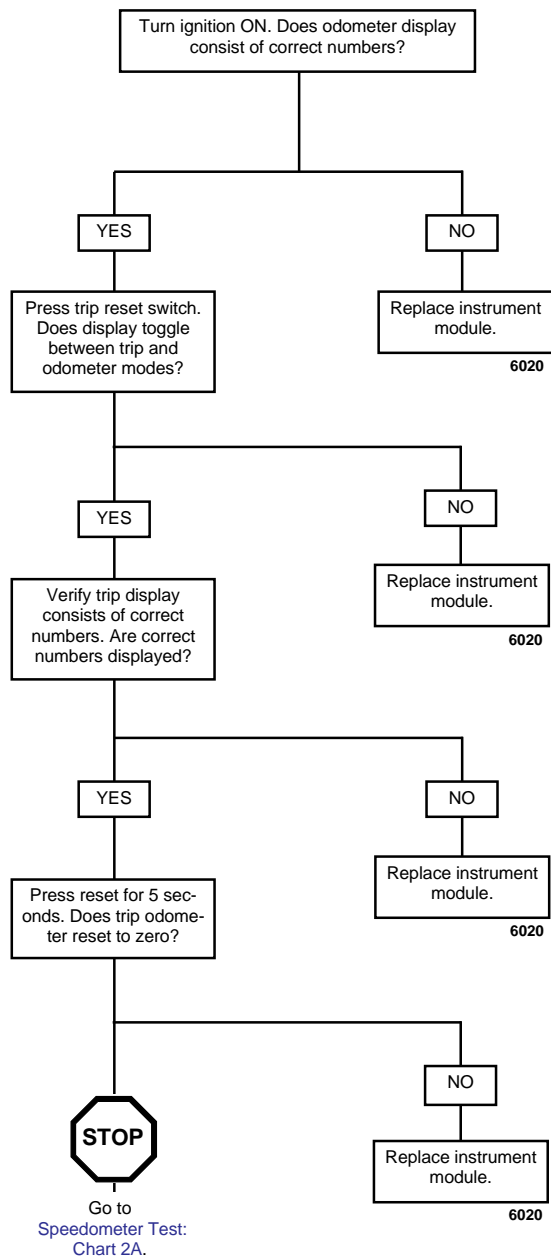 Turn ignition ON. Does odometer display
consist of correct numbers?
YES
NO
Press trip reset switch.
Does display toggle
between trip and
odometer modes?
Replace instrument
module.
6020
YES
NO
Verify trip display
consists of correct
numbers. Are correct
numbers displayed?
Replace instrument
module.
6020
YES
NO
Press reset for 5 sec-
onds. Does trip odome-
ter reset to zero?
Replace instrument
module.
6020
NO
STOP
Replace instrument
module.
6020
Go to
Speedometer Test:
Chart 2A.